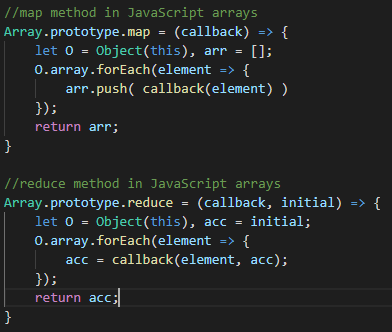 //map method in JavaScript arrays
Array.prototype.map = (callback) => {
    let O = Object(this), arr = [];
    O.array.forEach(element => {
        arr.push( callback(element) )
    });
    return arr;
}

//reduce method in JavaScript arrays
Array.prototype.reduce = (callback, initial) => {
    let O = Object(this), acc = initial;
    O.array.forEach(element => {
        acc = callback(element, acc);
    });
    return acc;
}